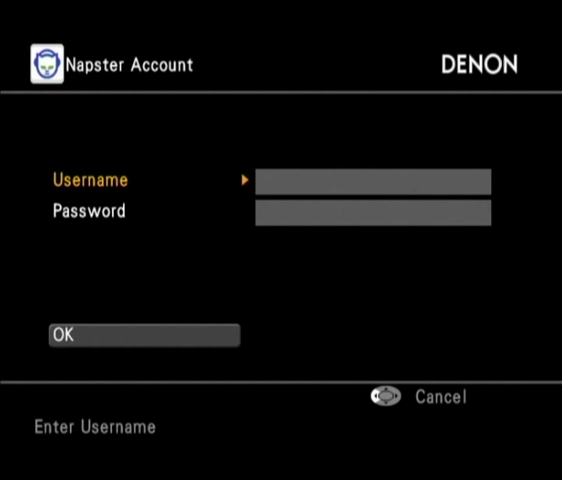 Napster Account
DENON
Username
Password
OK
Cancel
Enter Username